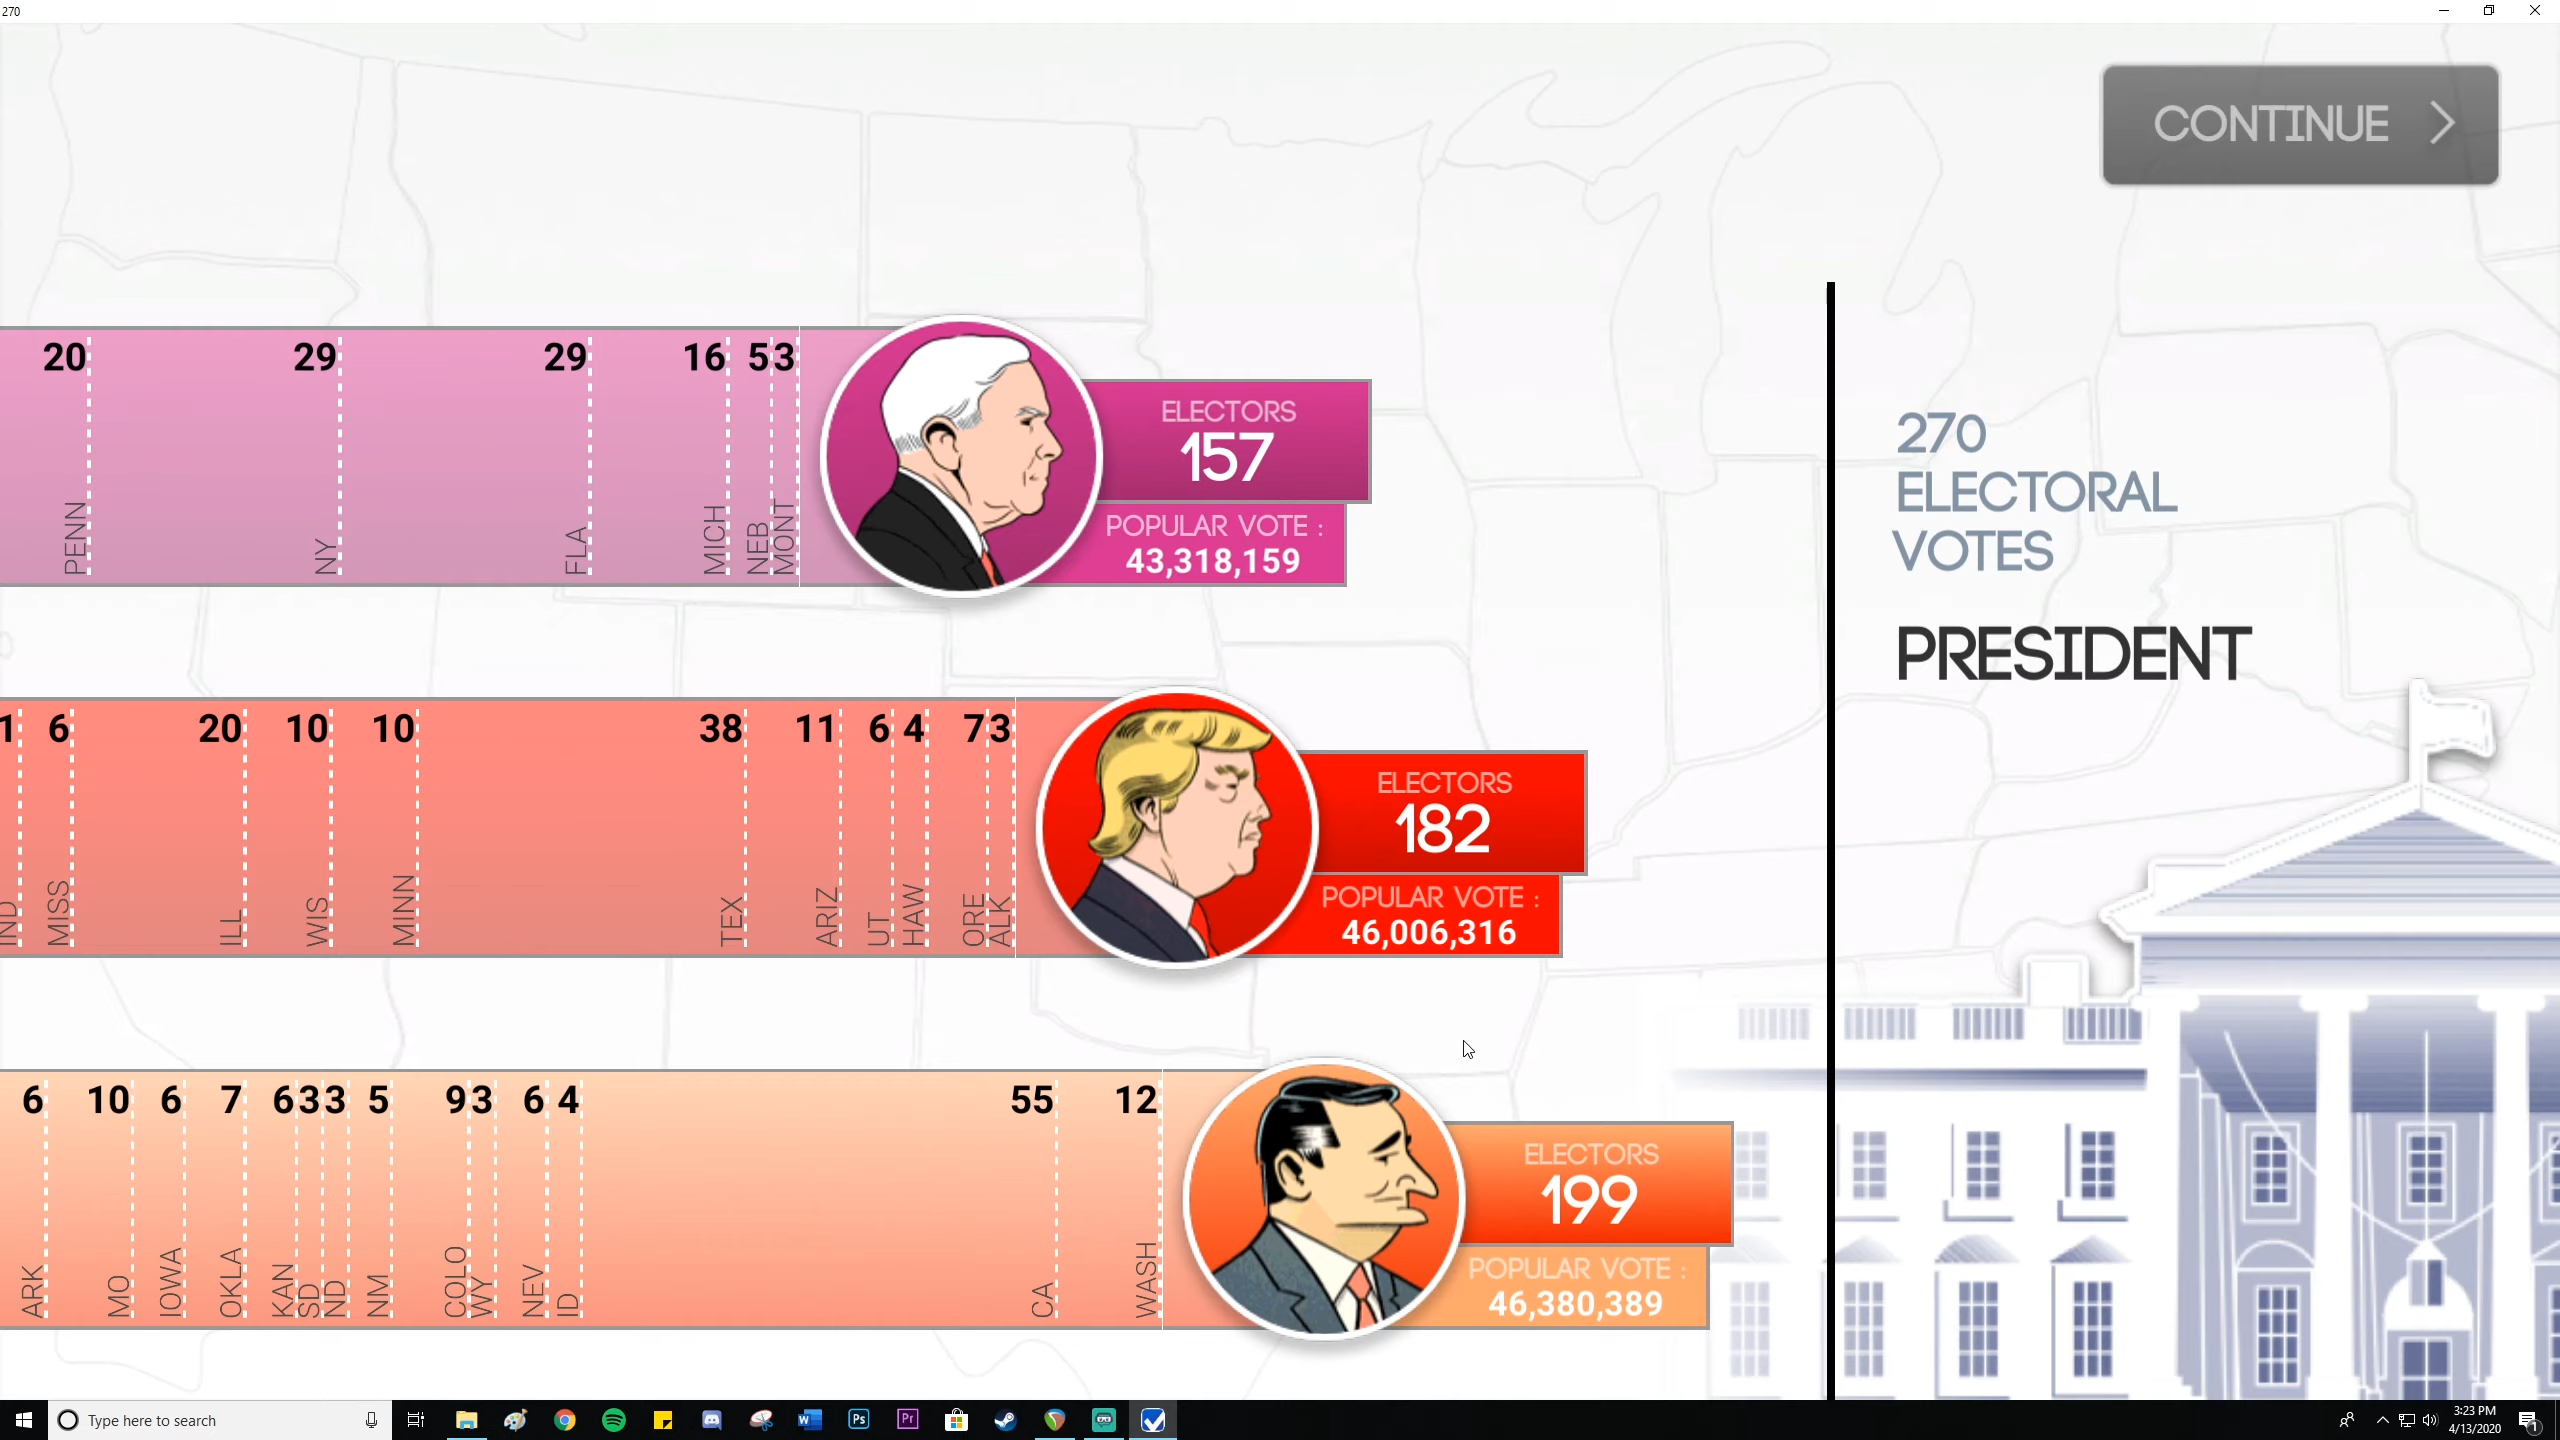 270
CONTINUE
20 29 29 16 5 3
PENN NY FLA MICH NEB MONT
ELECTORS
157
POPULAR VOTE :
43,318,159
270
ELECTORAL
VOTES
PRESIDENT
1 6 20 10 10 38 11 6 4 7 3
IND MISS ILL WIS MINN TEX ARIZ UT HAW ORE ALK
ELECTORS
182
POPULAR VOTE :
46,006,316
6 10 6 7 6 3 3 5 9 3 6 4 55 12
ARK MO IOWA OKLA KAN SD ND NM COLO WY NEV ID CA WASH
ELECTORS
199
POPULAR VOTE :
46,380,389
Type here to search
W
Ps
Pr
3:23 PM
4/13/2020
1